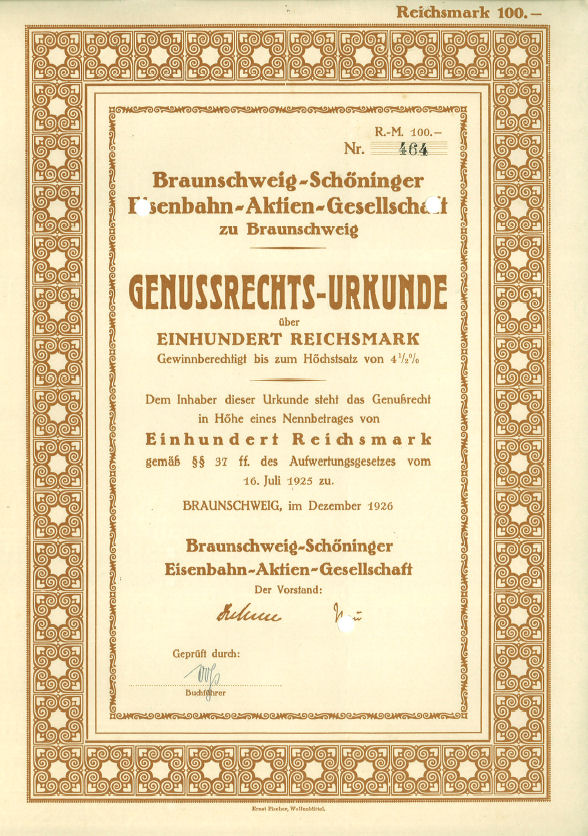 Reichsmark 100.—
R.-M. 100.—
Nr. 464
Braunschweig-Schöninger
Eisenbahn-Aktien-Gesellschaft
zu Braunschweig
GENUSSRECHTS-URKUNDE
über
EINHUNDERT REICHSMARK
Gewinnberechtigt bis zum Höchstsatz von 4½%
Dem Inhaber dieser Urkunde steht das Genußrecht
in Höhe eines Nennbetrages von
Einhundert Reichsmark
gemäß §§ 37 ff. des Aufwertungsgesetzes vom
16. Juli 1925 zu.
BRAUNSCHWEIG, im Dezember 1926
Braunschweig-Schöninger
Eisenbahn-Aktien-Gesellschaft
Der Vorstand:
Geprüft durch:
Buchführer
Ernst Fischer, Wolfenbüttel.